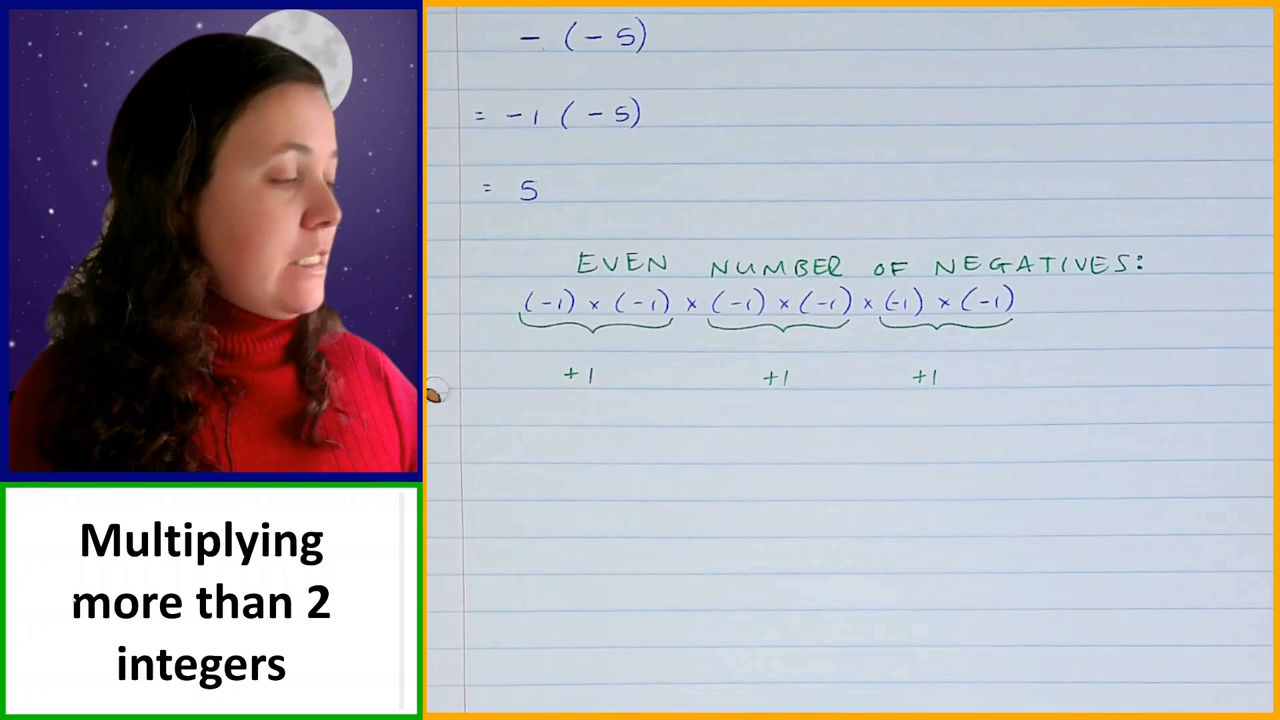 - (- 5)
= -1 (- 5)
= 5
EVEN NUMBER OF NEGATIVES:
(-1) × (-1) × (-1) × (-1) × (-1) × (-1)
+1 +1 +1
Multiplying
more than 2
integers